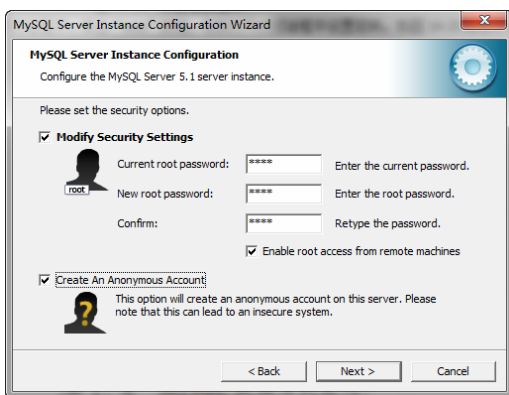 MySQL Server Instance Configuration Wizard
MySQL Server Instance Configuration
Configure the MySQL Server 5.1 server instance.
Please set the security options.
Modify Security Settings
Current root password: **** Enter the current password.
root
New root password: **** Enter the root password.
Confirm: **** Retype the password.
Enable root access from remote machines
Create An Anonymous Account
This option will create an anonymous account on this server. Please
note that this can lead to an insecure system.
< Back Next > Cancel